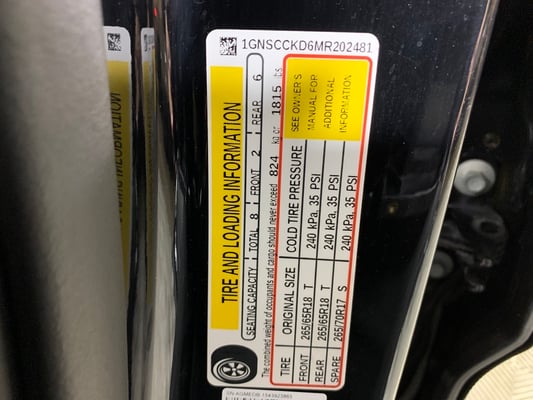 1GNSCCKD6MR202481
TIRE AND LOADING INFORMATION
SEATING CAPACITY TOTAL 8 FRONT 2 REAR 6
The combined weight of occupants and cargo should never exceed 824 kg or 1815 lbs
TIRE ORIGINAL SIZE COLD TIRE PRESSURE
FRONT 265/65R18 T 240 kPa, 35 PSI
REAR 265/65R18 T 240 kPa, 35 PSI
SPARE 265/70R17 S 240 kPa, 35 PSI
SEE OWNER'S
MANUAL FOR
ADDITIONAL
INFORMATION